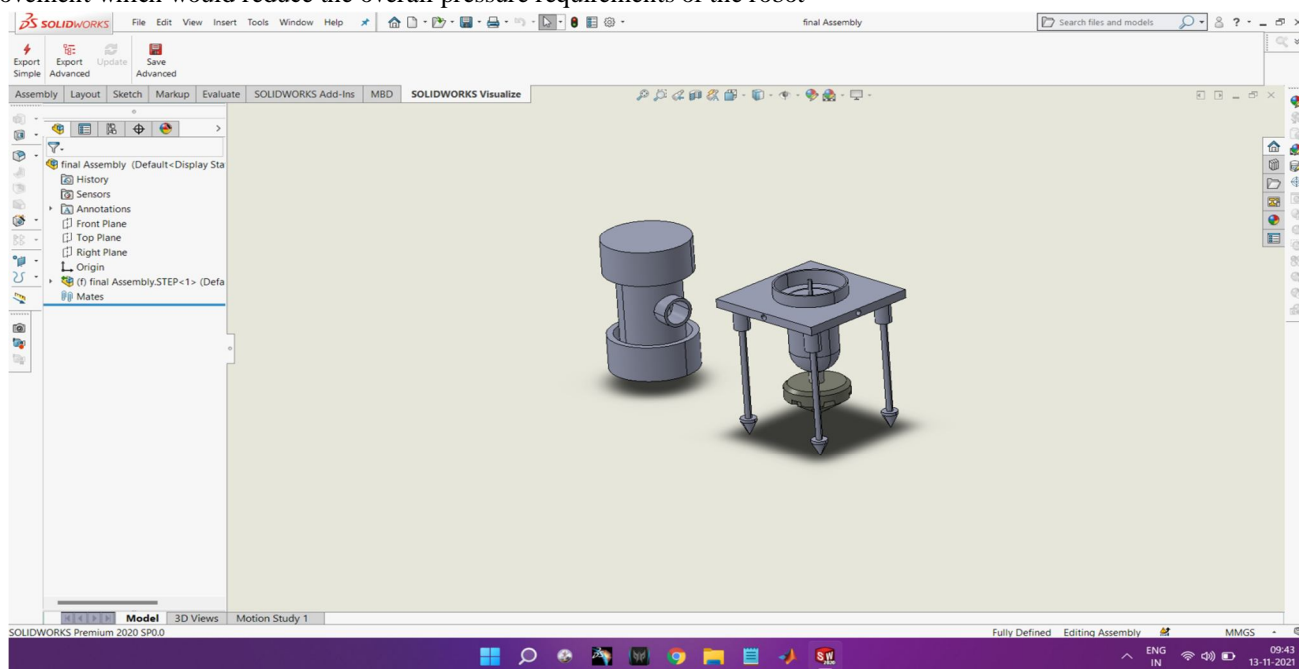 ovement which would reduce the overall pressure requirements of the robot
SOLIDWORKS File Edit View Insert Tools Window Help final Assembly Search files and models
Export Simple Export Advanced Update Save Advanced
Assembly Layout Sketch Markup Evaluate SOLIDWORKS Add-Ins MBD SOLIDWORKS Visualize
final Assembly (Default<Display Sta
History
Sensors
A Annotations
Front Plane
Top Plane
Right Plane
Origin
(f) final Assembly.STEP<1> (Defa
Mates
Model 3D Views Motion Study 1
SOLIDWORKS Premium 2020 SP0.0 Fully Defined Editing Assembly MMGS
ENG 09:43
IN 13-11-2021